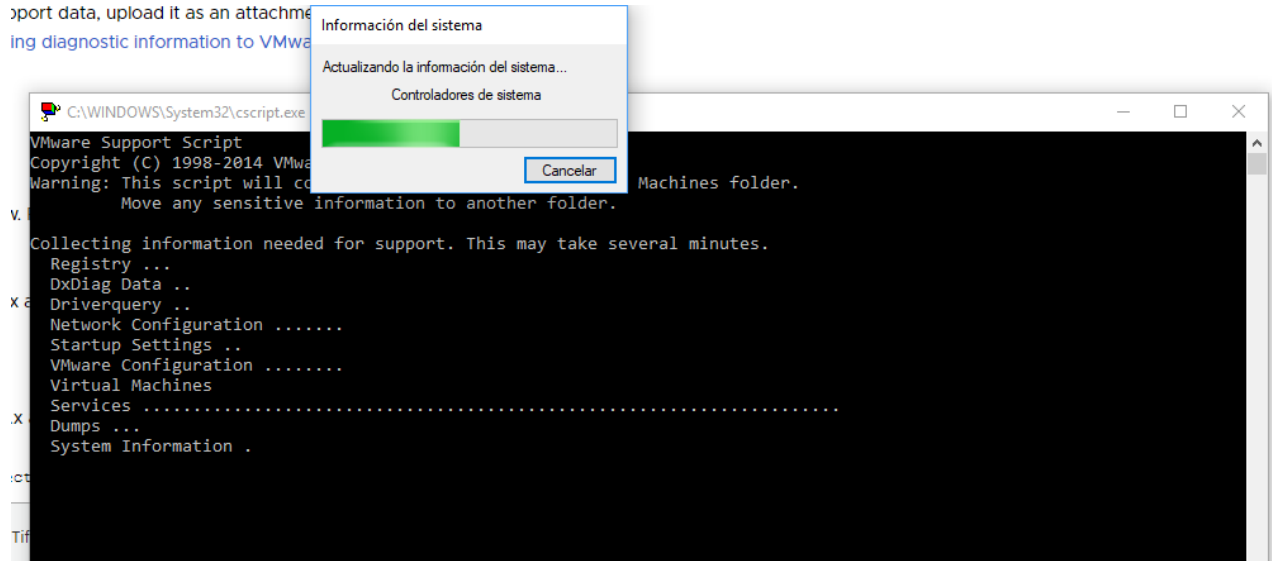 pport data, upload it as an attachme
ing diagnostic information to VMwa
Información del sistema
Actualizando la información del sistema...
Controladores de sistema
Cancelar
C:\WINDOWS\System32\cscript.exe
VMware Support Script
Copyright (C) 1998-2014 VMwa
Warning: This script will co Machines folder.
Move any sensitive information to another folder.
Collecting information needed for support. This may take several minutes.
Registry ...
DxDiag Data ..
Driverquery ..
Network Configuration .......
Startup Settings ..
VMware Configuration ........
Virtual Machines
Services .....................................................................
Dumps ...
System Information .
Tif